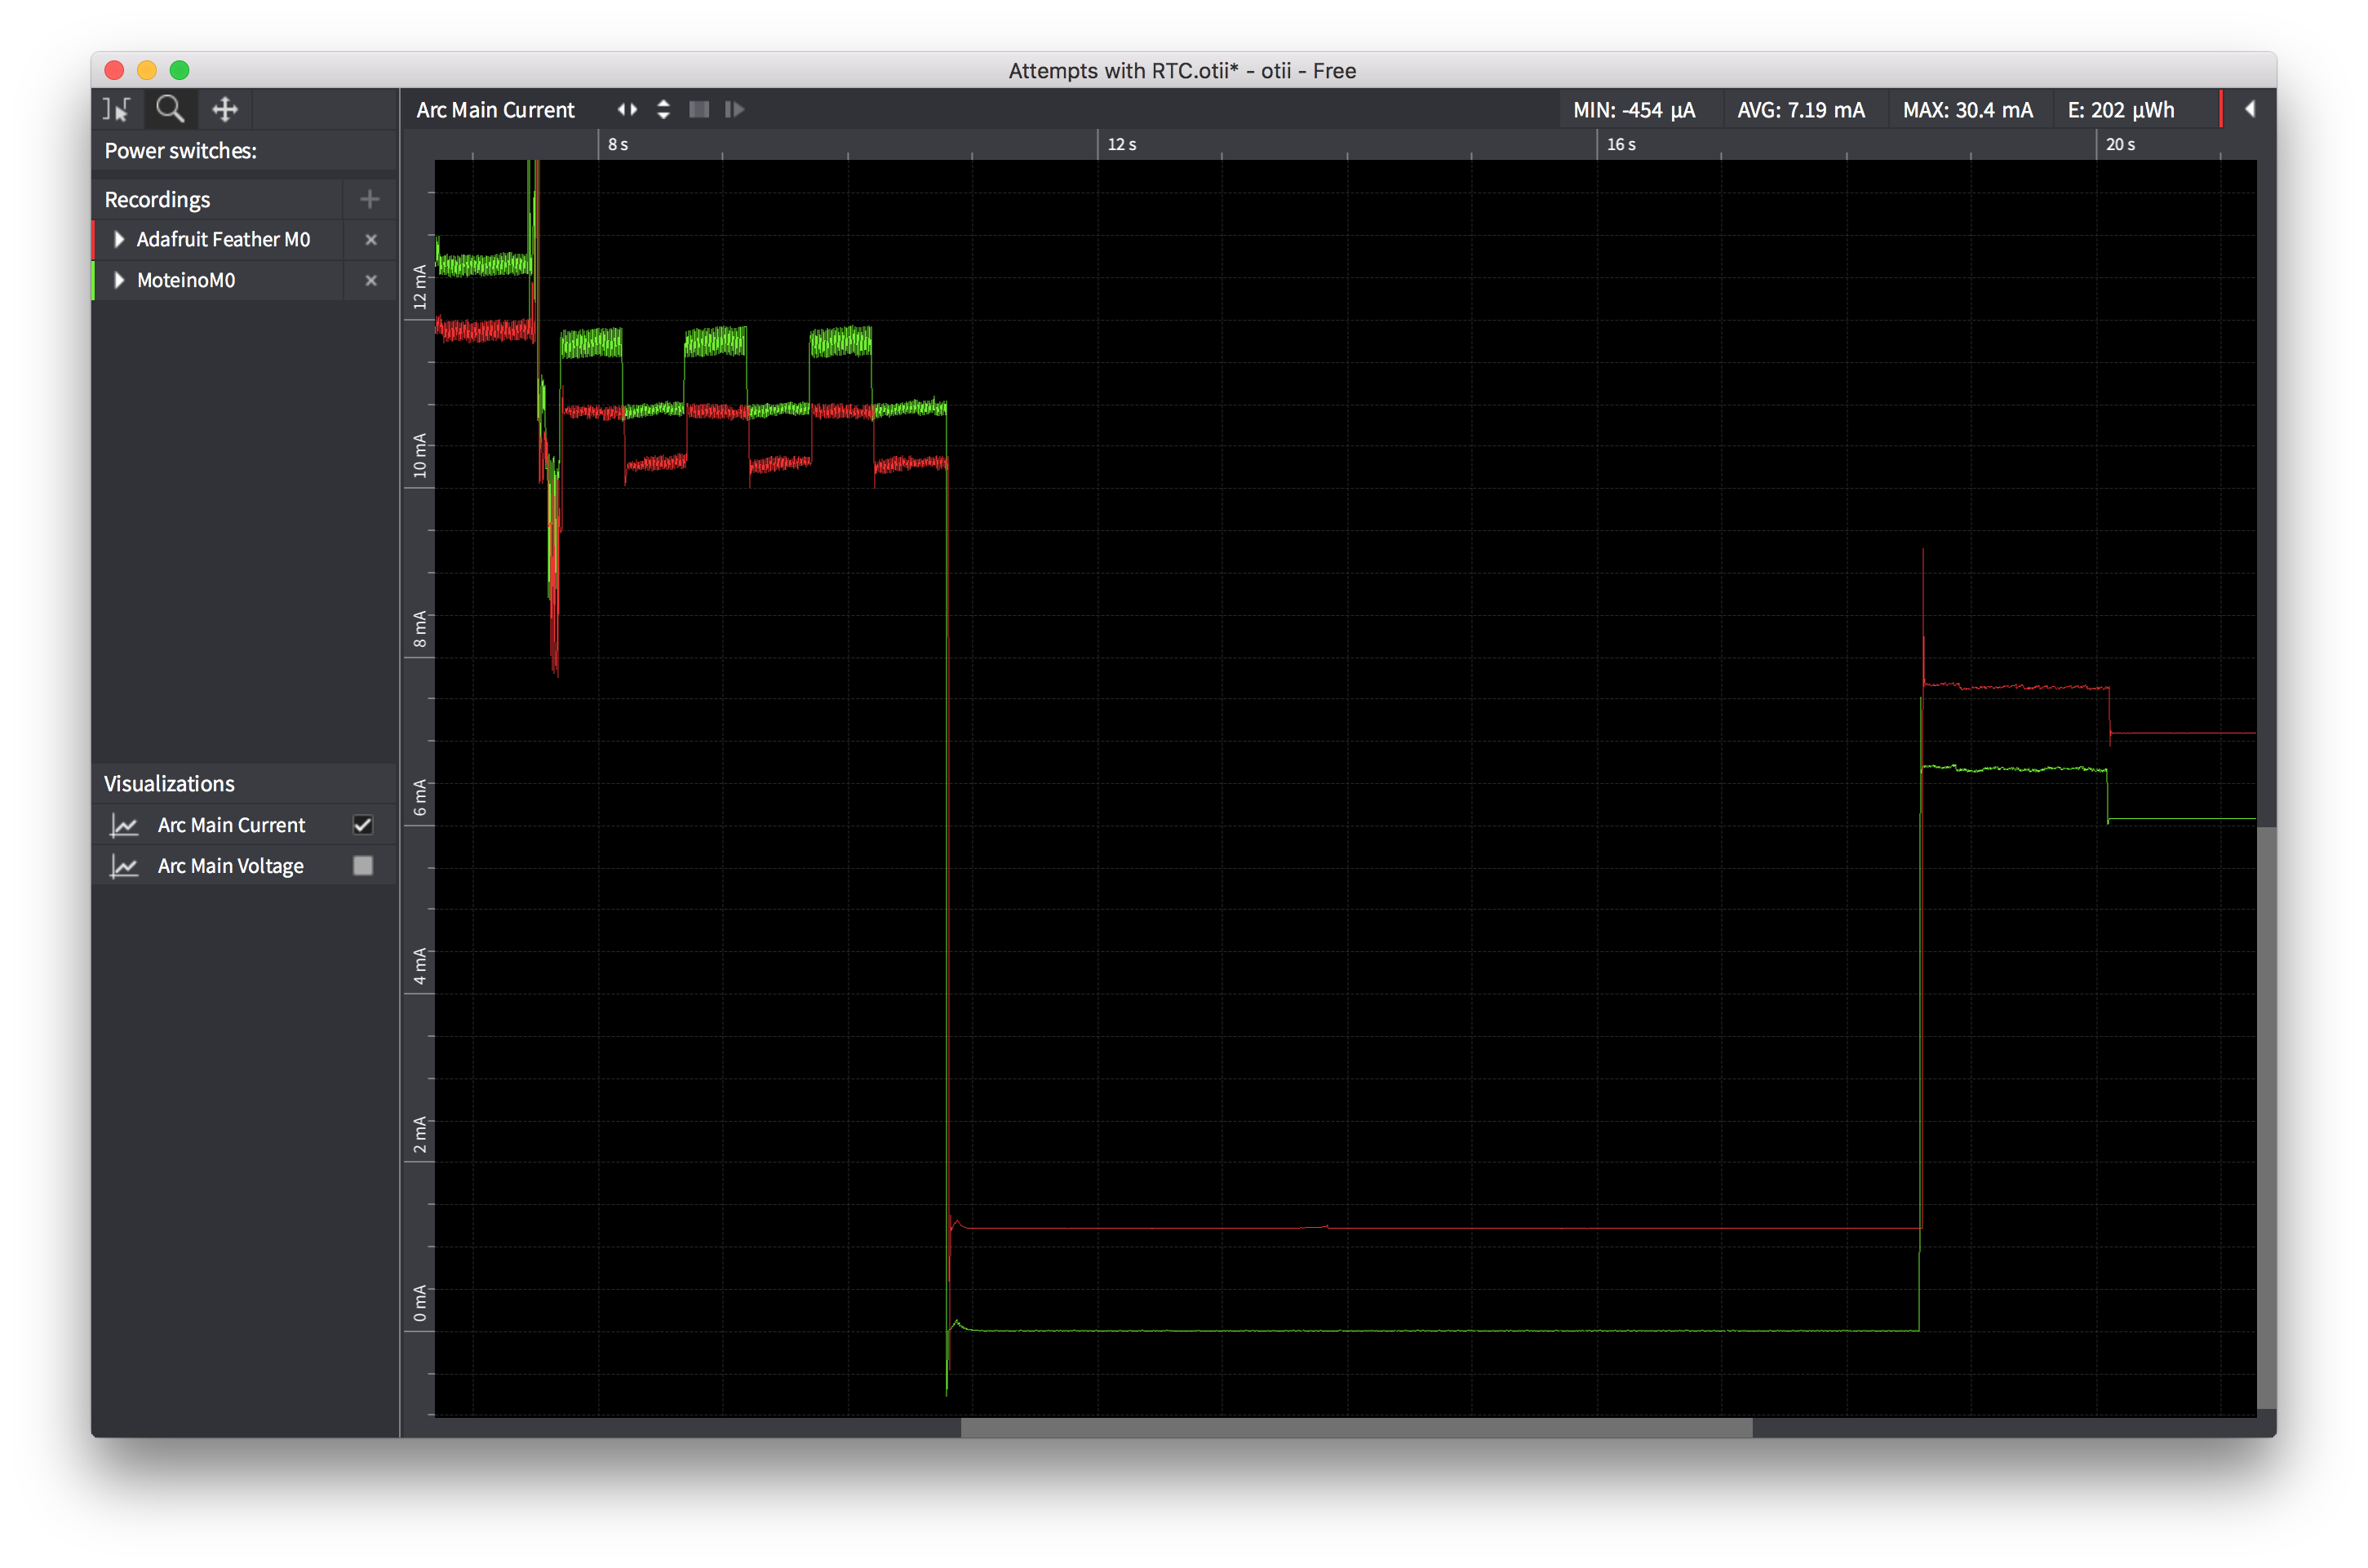 Attempts with RTC.otii* - otii - Free
Arc Main Current
MIN: -454 µA
AVG: 7.19 mA
MAX: 30.4 mA
E: 202 µWh
Power switches:
8 s
12 s
16 s
20 s
Recordings
Adafruit Feather M0
MoteinoM0
12 mA
10 mA
8 mA
6 mA
4 mA
2 mA
0 mA
Visualizations
Arc Main Current
Arc Main Voltage